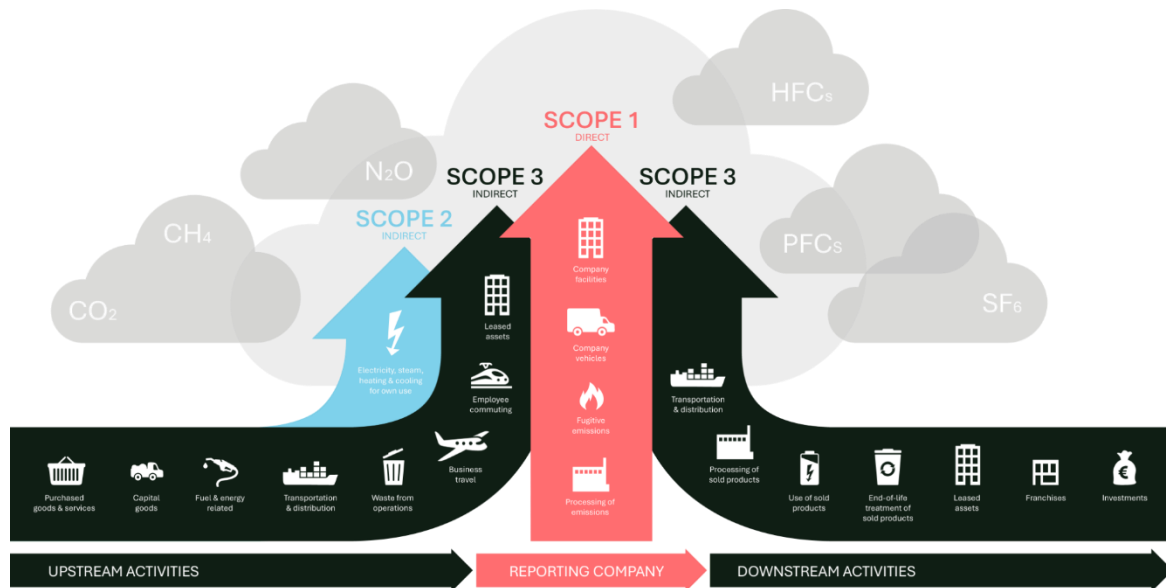 HFCs
SCOPE 1
DIRECT
N₂O
SCOPE 3
INDIRECT
SCOPE 3
INDIRECT
CH₄
SCOPE 2
INDIRECT
PFCs
CO₂
SF₆
Company
facilities
Leased
assets
Company
vehicles
Electricity, steam,
heating & cooling
for own use
Employee
commuting
Transportation
& distribution
Fugitive
emissions
Business
travel
Processing of
sold products
Purchased
goods & services
Capital
goods
Fuel & energy
related
Transportation
& distribution
Waste from
operations
Processing of
emissions
Use of sold
products
End-of-life
treatment of
sold products
Leased
assets
Franchises
€
Investments
UPSTREAM ACTIVITIES
REPORTING COMPANY
DOWNSTREAM ACTIVITIES